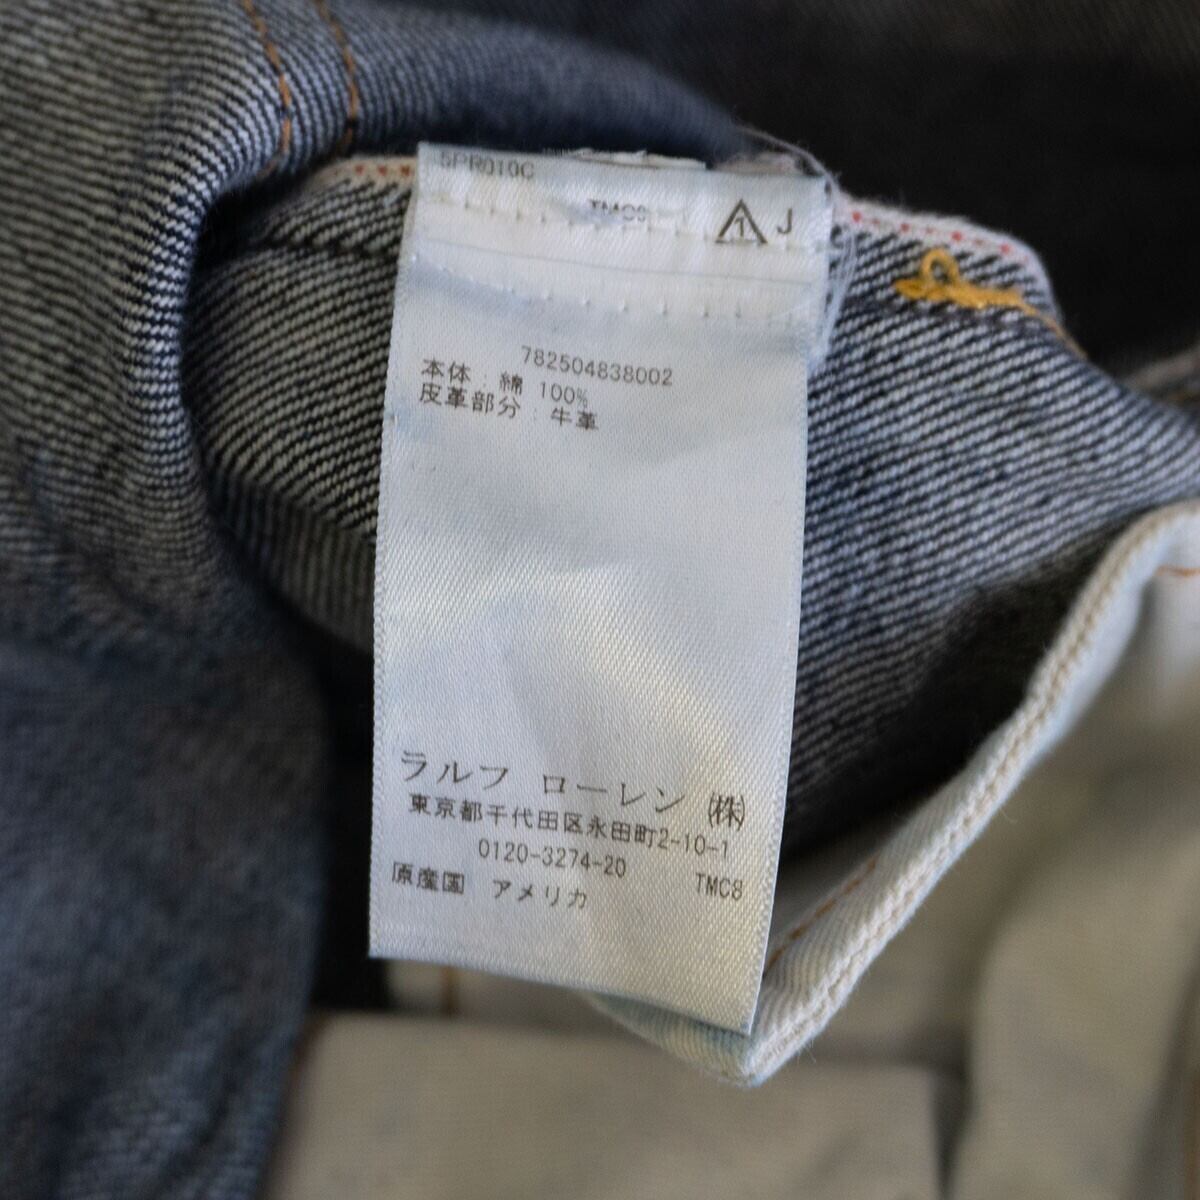 5PR010C
TMC8
1 J
782504838002
本体 : 綿 100%
皮革部分 : 牛革
ラルフ ローレン ㈱
東京都千代田区永田町2-10-1
0120-3274-20 TMC8
原産国 アメリカ